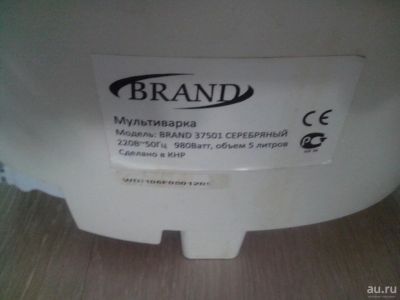 BRAND
Мультиварка
Модель: BRAND 37501 СЕРЕБРЯНЫЙ
220В~50Гц 980Ватт, объем 5 литров
Сделано в КНР
CE
au.ru